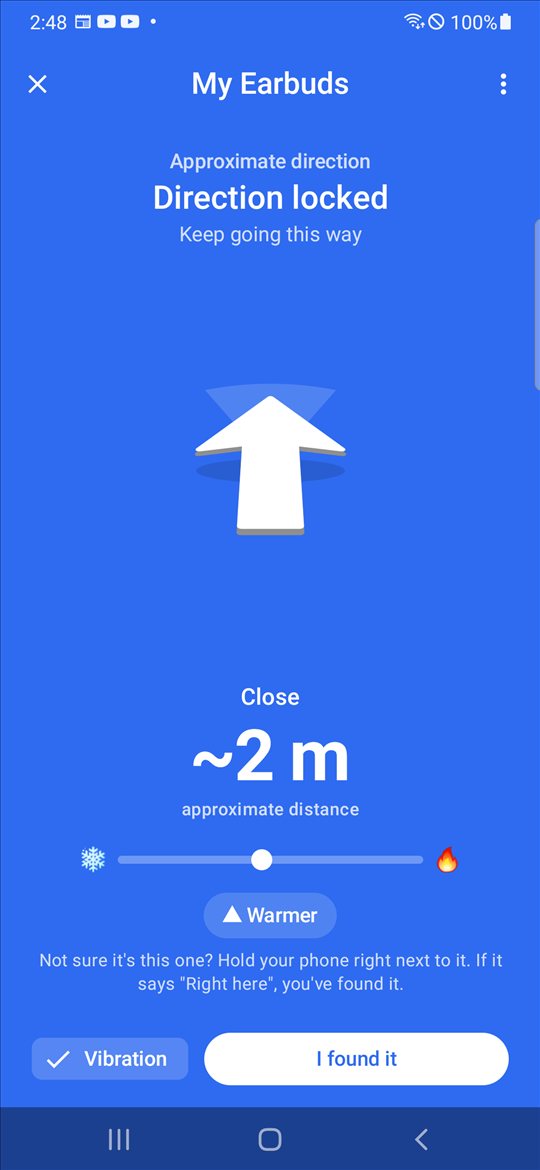 2:48
100%
My Earbuds
Approximate direction
Direction locked
Keep going this way
Close
~2 m
approximate distance
Warmer
Not sure it's this one? Hold your phone right next to it. If it
says "Right here", you've found it.
Vibration
I found it